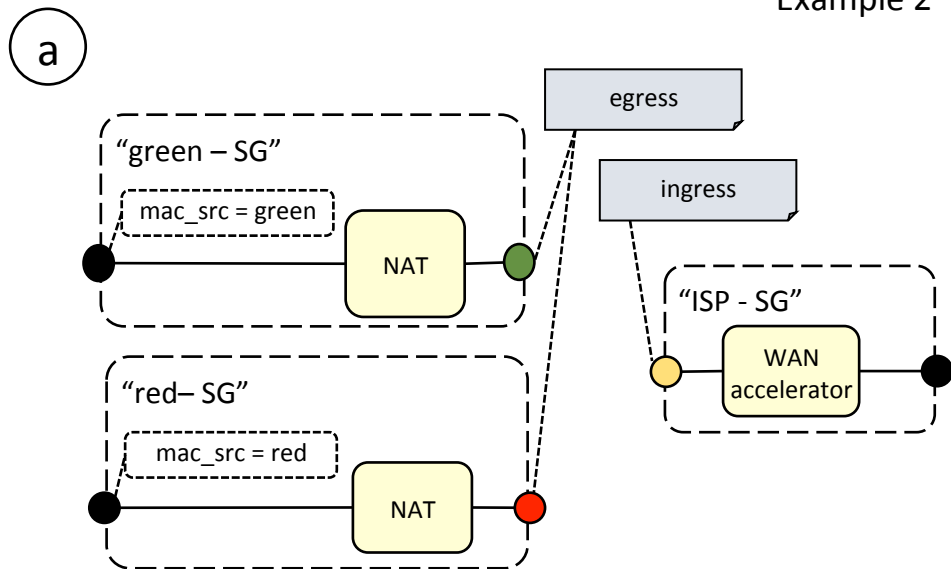 Example 2
a
egress
“green – SG”
mac_src = green
NAT
ingress
“ISP - SG”
WAN
accelerator
“red– SG”
mac_src = red
NAT